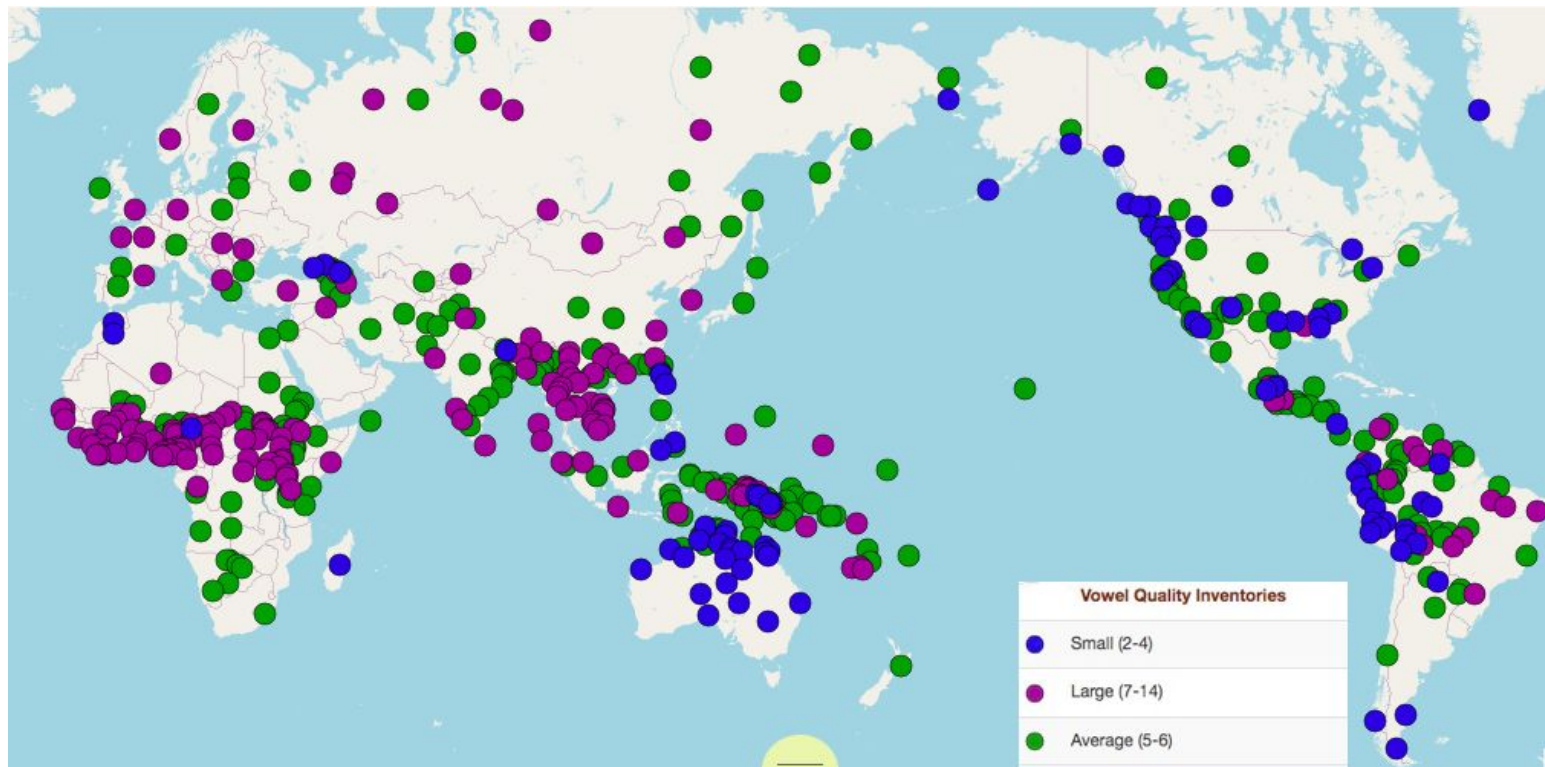 Vowel Quality Inventories
Small (2-4)
Large (7-14)
Average (5-6)